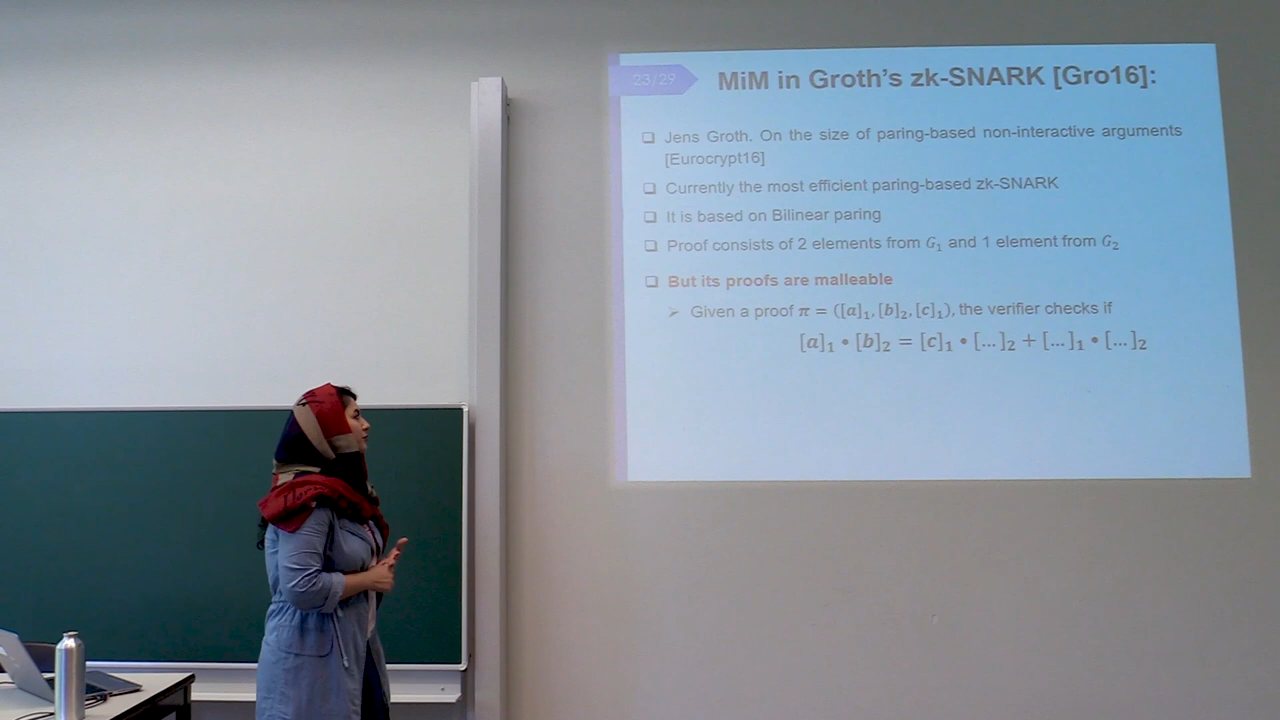 23/29
MiM in Groth's zk-SNARK [Gro16]:
❑ Jens Groth. On the size of paring-based non-interactive arguments
[Eurocrypt16]
❑ Currently the most efficient paring-based zk-SNARK
❑ It is based on Bilinear paring
❑ Proof consists of 2 elements from G₁ and 1 element from G₂
❑ But its proofs are malleable
➢ Given a proof π = ([a]₁, [b]₂, [c]₁), the verifier checks if
[a]₁ • [b]₂ = [c]₁ • [...]₂ + [...]₁ • [...]₂